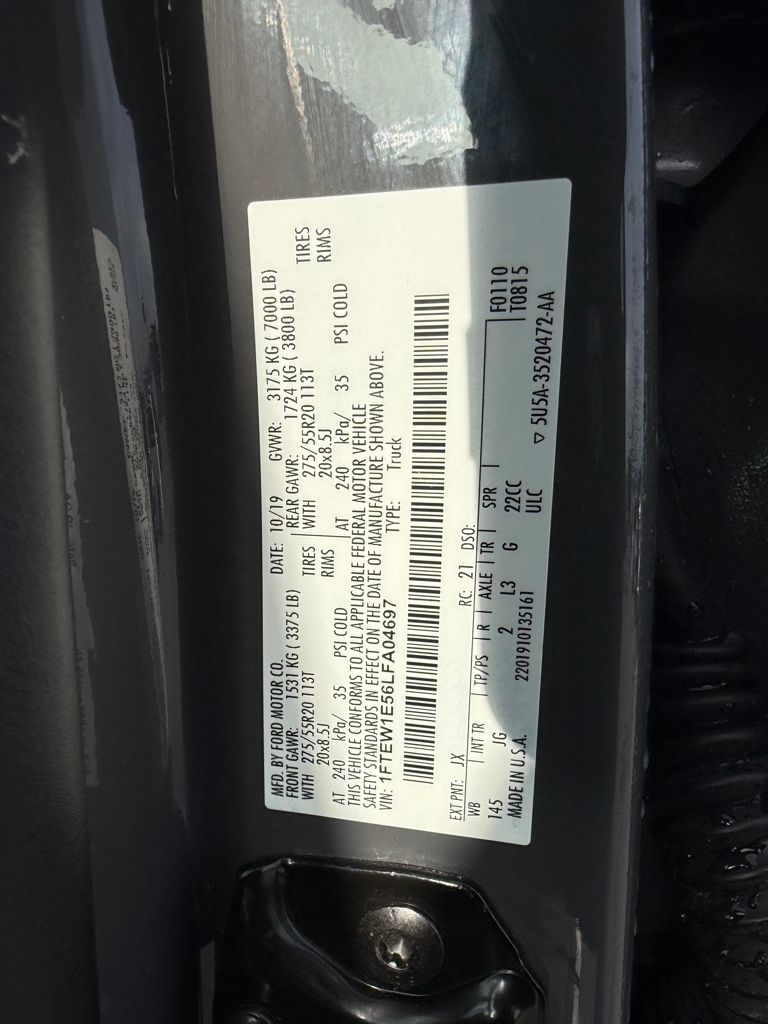 MFD. BY FORD MOTOR CO. DATE: 10/19 GVWR: 3175 KG ( 7000 LB)
FRONT GAWR: 1531 KG ( 3375 LB) REAR GAWR: 1724 KG ( 3800 LB)
WITH 275/55R20 113T TIRES WITH 275/55R20 113T TIRES
20x8.5J RIMS 20x8.5J RIMS
AT 240 kPa/ 35 PSI COLD AT 240 kPa/ 35 PSI COLD
THIS VEHICLE CONFORMS TO ALL APPLICABLE FEDERAL MOTOR VEHICLE
SAFETY STANDARDS IN EFFECT ON THE DATE OF MANUFACTURE SHOWN ABOVE.
VIN: 1FTEW1E56LFA04697 TYPE: Truck
EXT PNT: JX RC: 21 DSO:
WB INT TR TP/PS R AXLE TR SPR F0110
145 JG 2 L3 G 22CC T0815
MADE IN U.S.A. 2201910135161 ULC
▽ 5U5A-3520472-AA